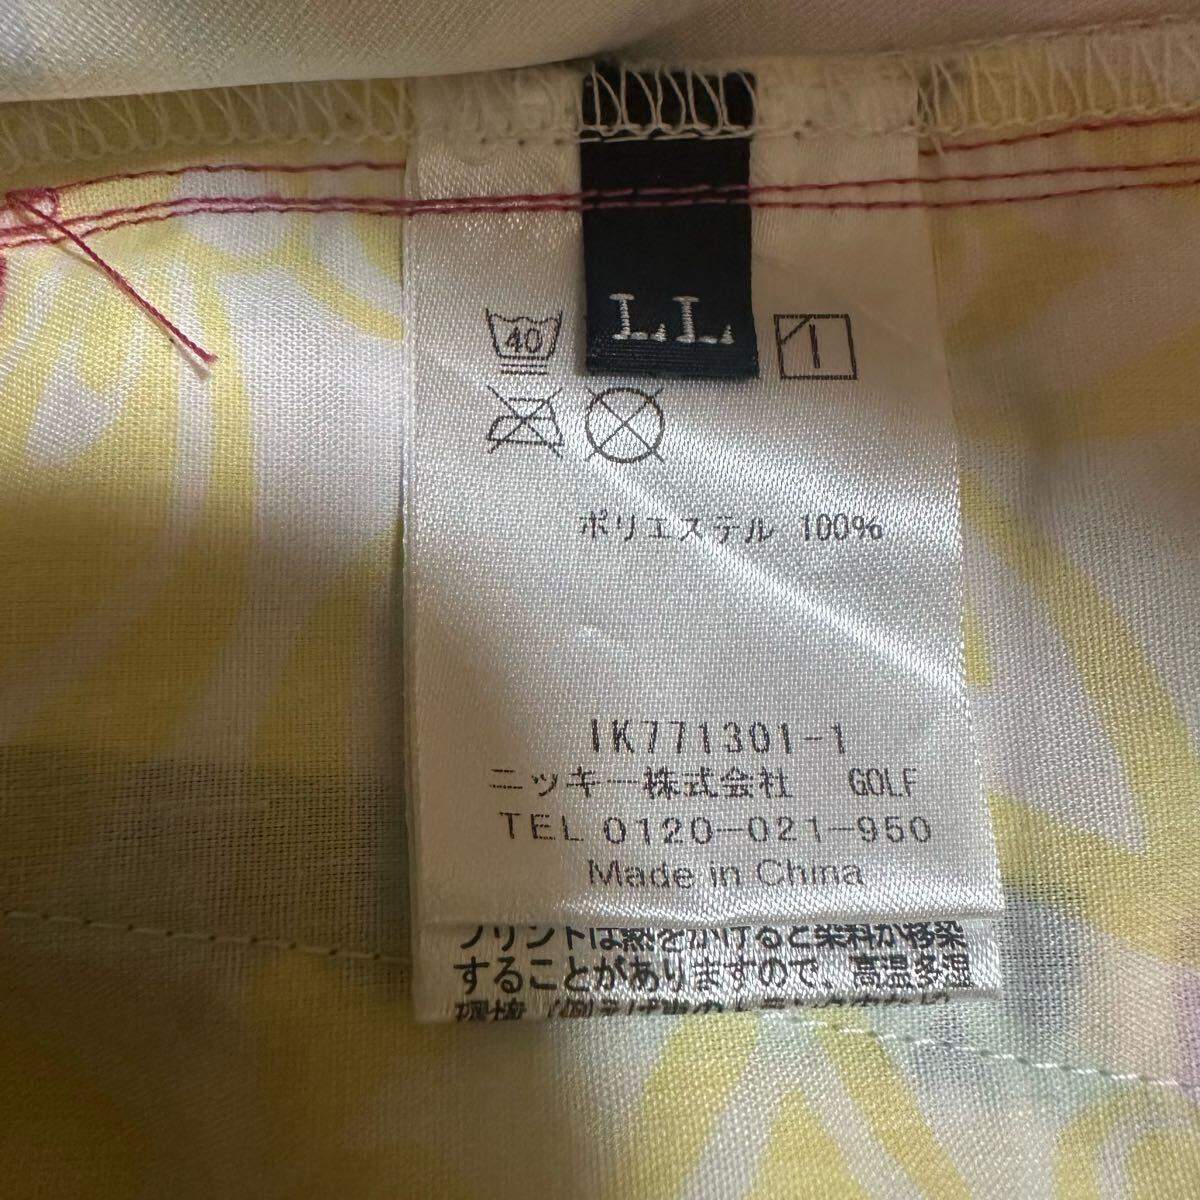 LL
40
ポリエステル 100%
IK771301-1
ニッキー株式会社 GOLF
TEL 0120-021-950
Made in China
プリントは熱をかけると染料が移染
することがありますので、高温多湿